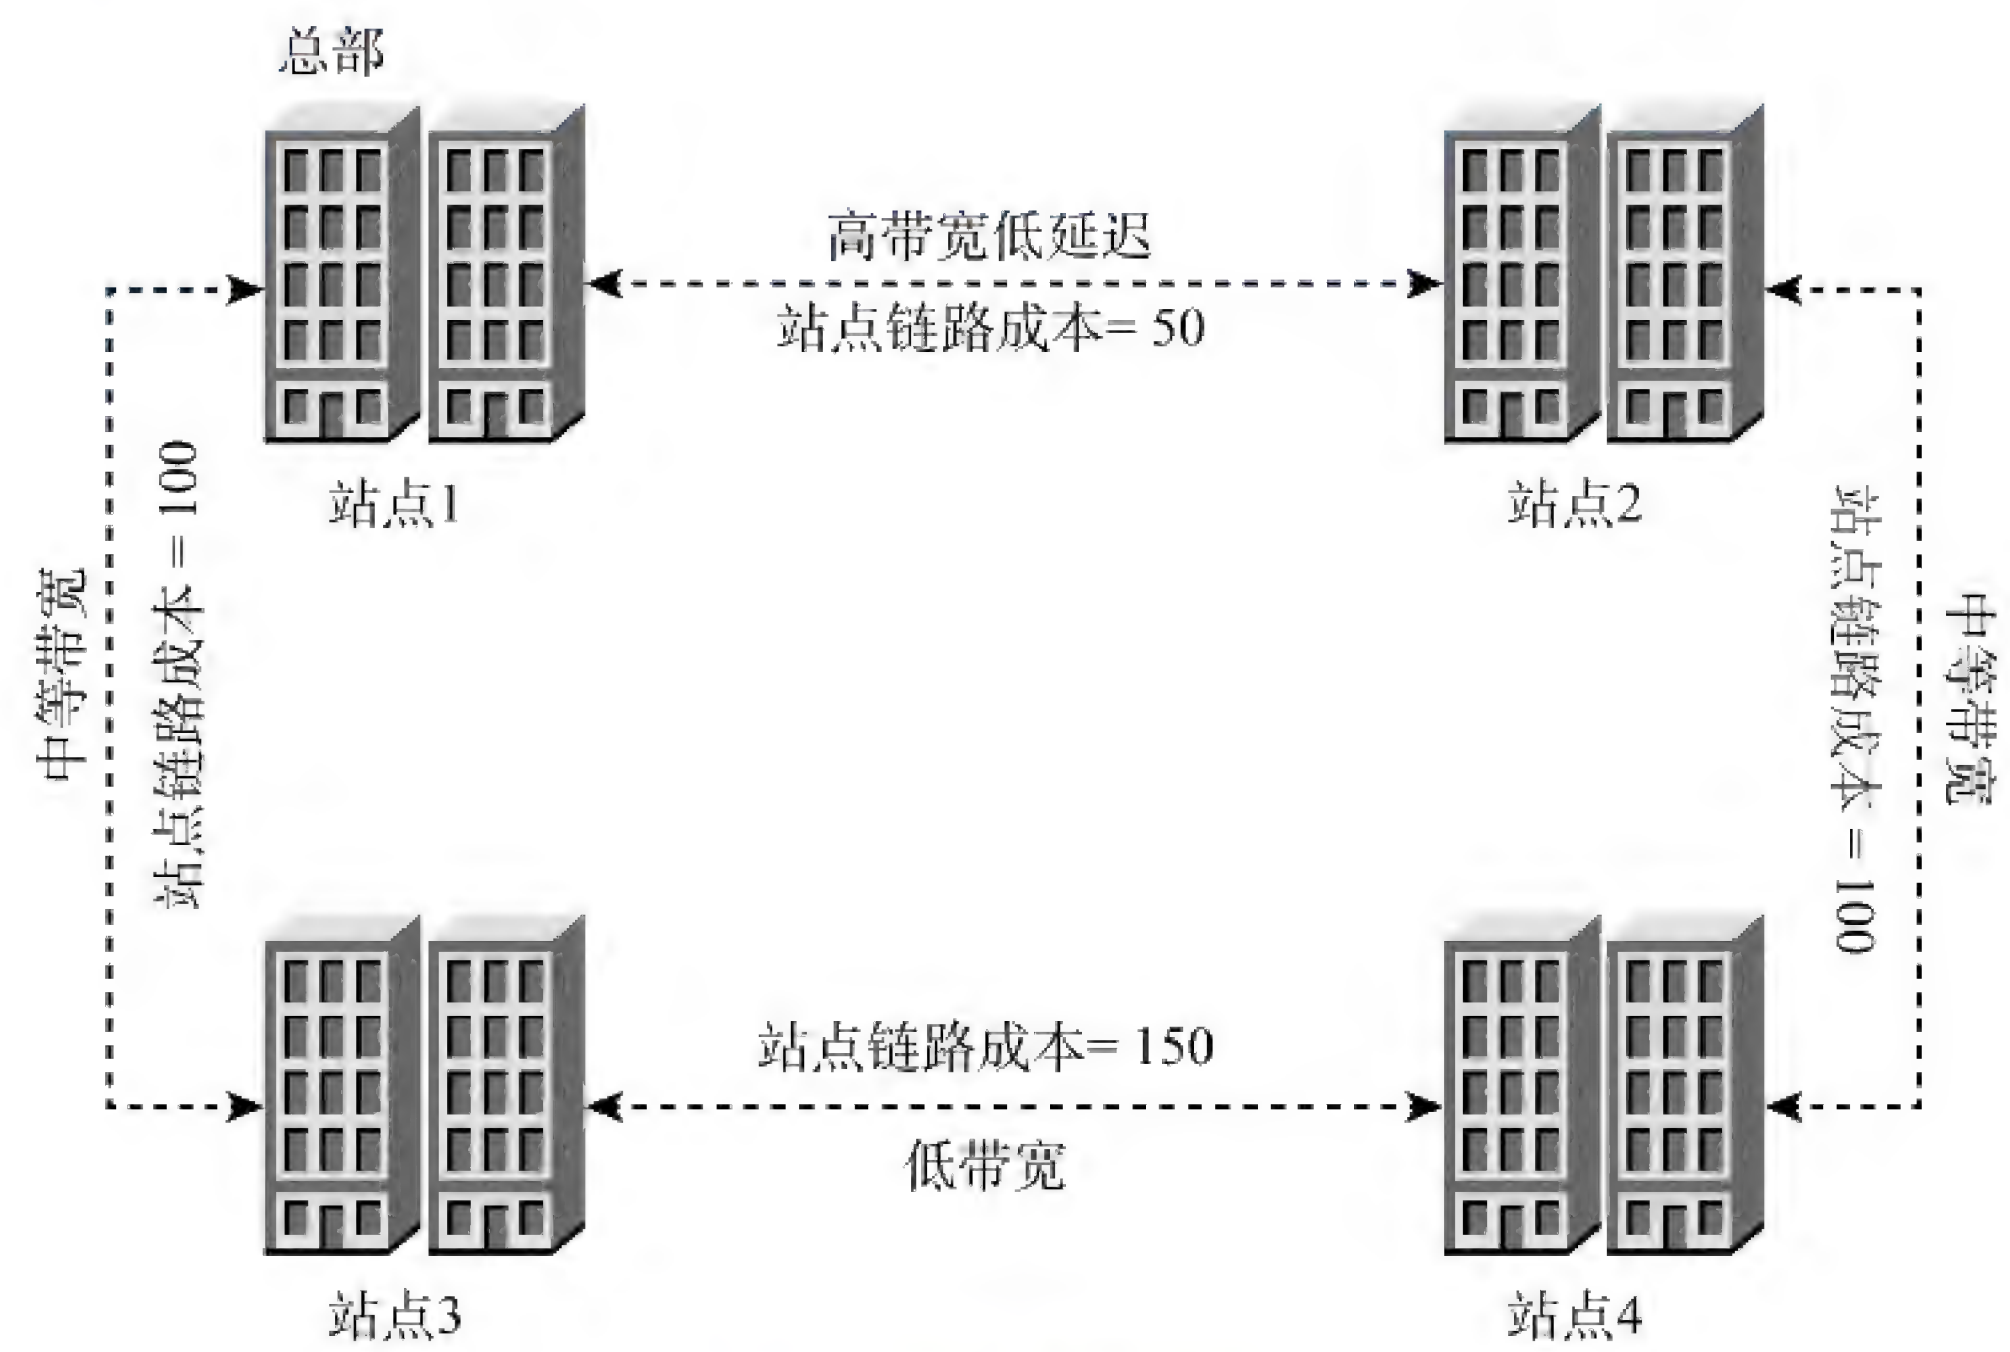 总部
高带宽低延迟
站点链路成本= 50
站点1
站点2
中等带宽
站点链路成本 = 100
站点链路成本 = 100
中等带宽
站点链路成本= 150
低带宽
站点3
站点4